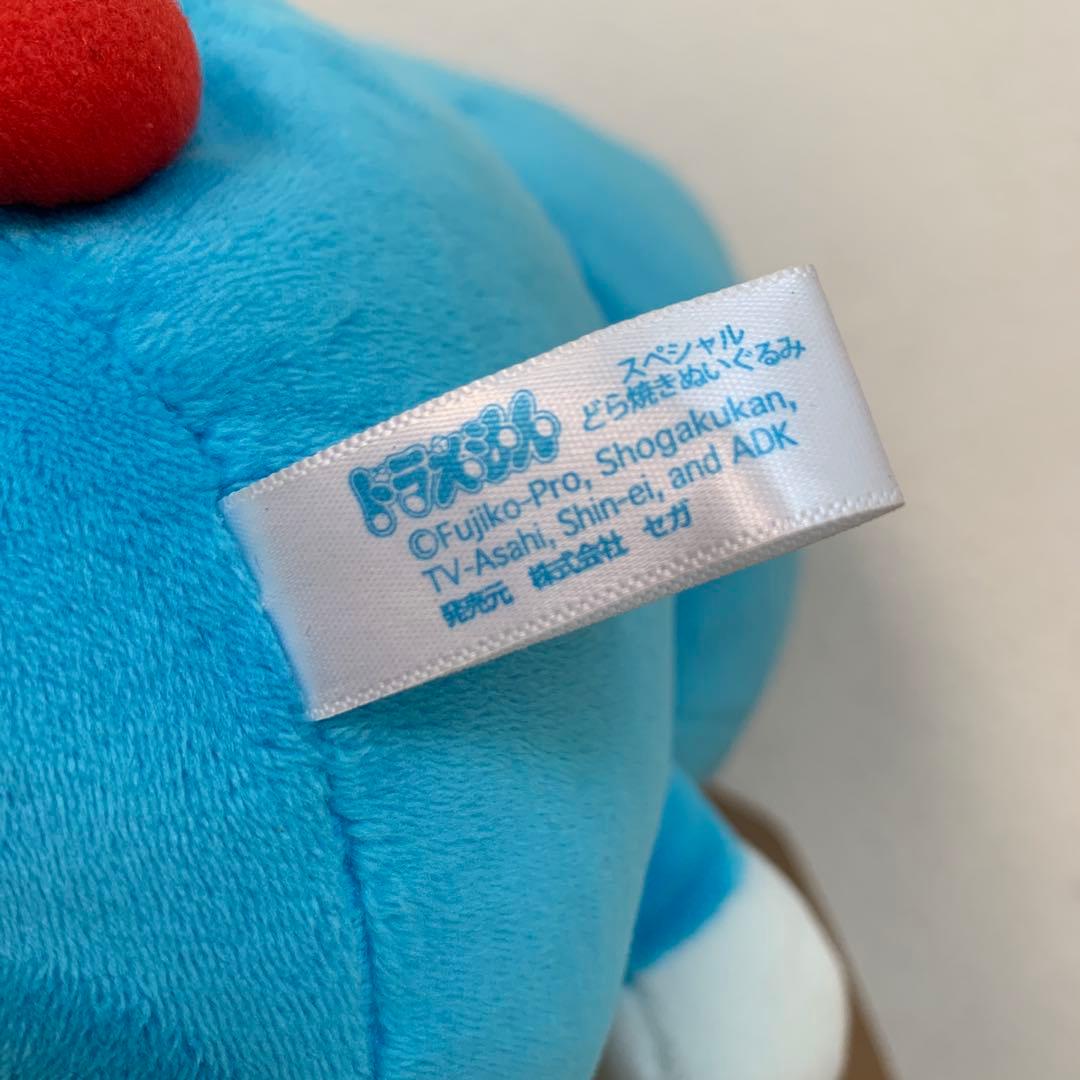 ドラえもん
スペシャル
どら焼きぬいぐるみ
©Fujiko-Pro, Shogakukan,
TV-Asahi, Shin-ei, and ADK
発売元 株式会社 セガ